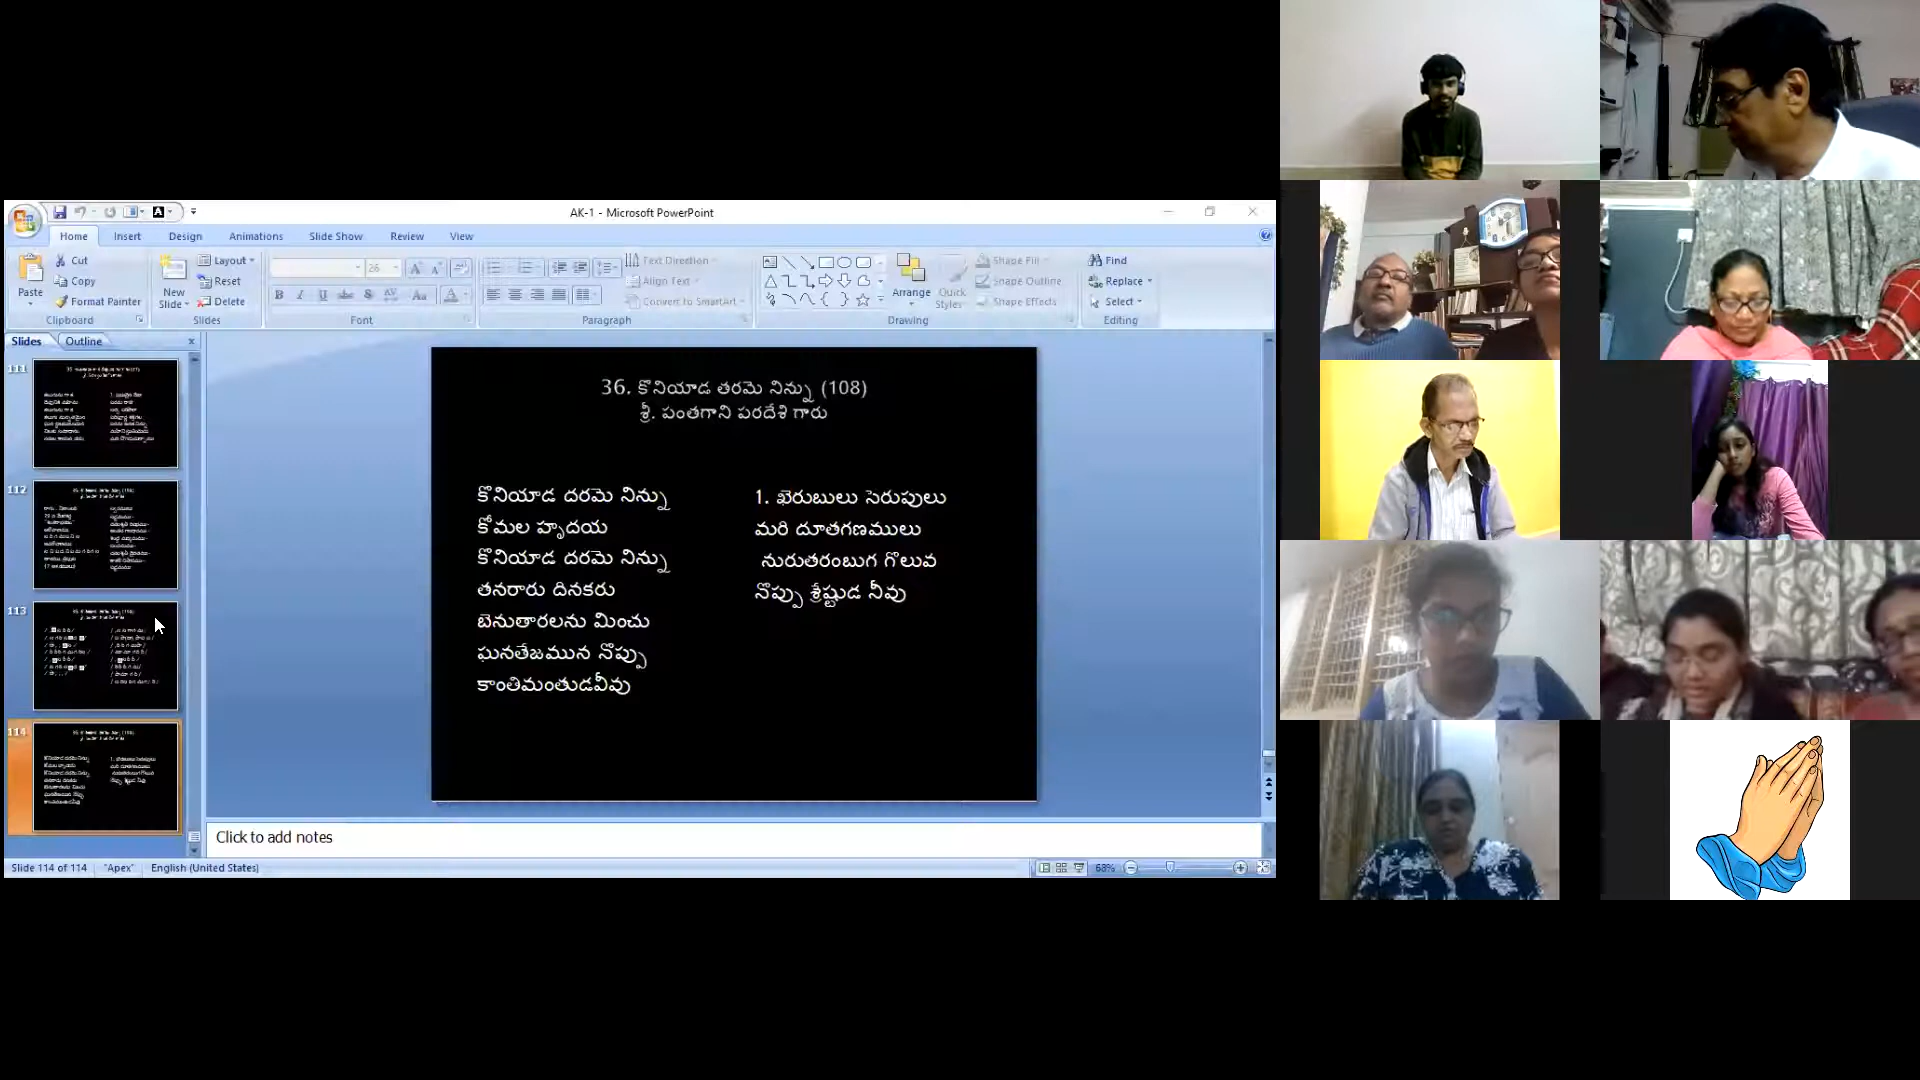 AK-1 - Microsoft PowerPoint
Home Insert Design Animations Slide Show Review View
Paste
Cut
Copy
Format Painter
Clipboard
New Slide
Layout
Reset
Delete
Slides
26
Font
Text Direction
Align Text
Convert to SmartArt
Paragraph
Arrange
Quick Styles
Shape Fill
Shape Outline
Shape Effects
Drawing
Find
Replace
Select
Editing
Slides Outline
111
112
113
114
36. కొనియాడ తరమె నిన్ను (108)
శ్రీ. పంతగాని పరదేశి గారు
కొనియాడ దరమె నిన్ను
కోమల హృదయ
కొనియాడ దరమె నిన్ను
తనరారు దినకరు
బెనుతారలను మించు
ఘనతేజమున నొప్పు
కాంతిమంతుడవీవు
1. ఖెరుబులు సెరుపులు
మరి దూతగణములు
నురుతరంబుగ గొలువ
నొప్పు శ్రేష్టుడ నీవు
Click to add notes
Slide 114 of 114 "Apex" English (United States) 68%